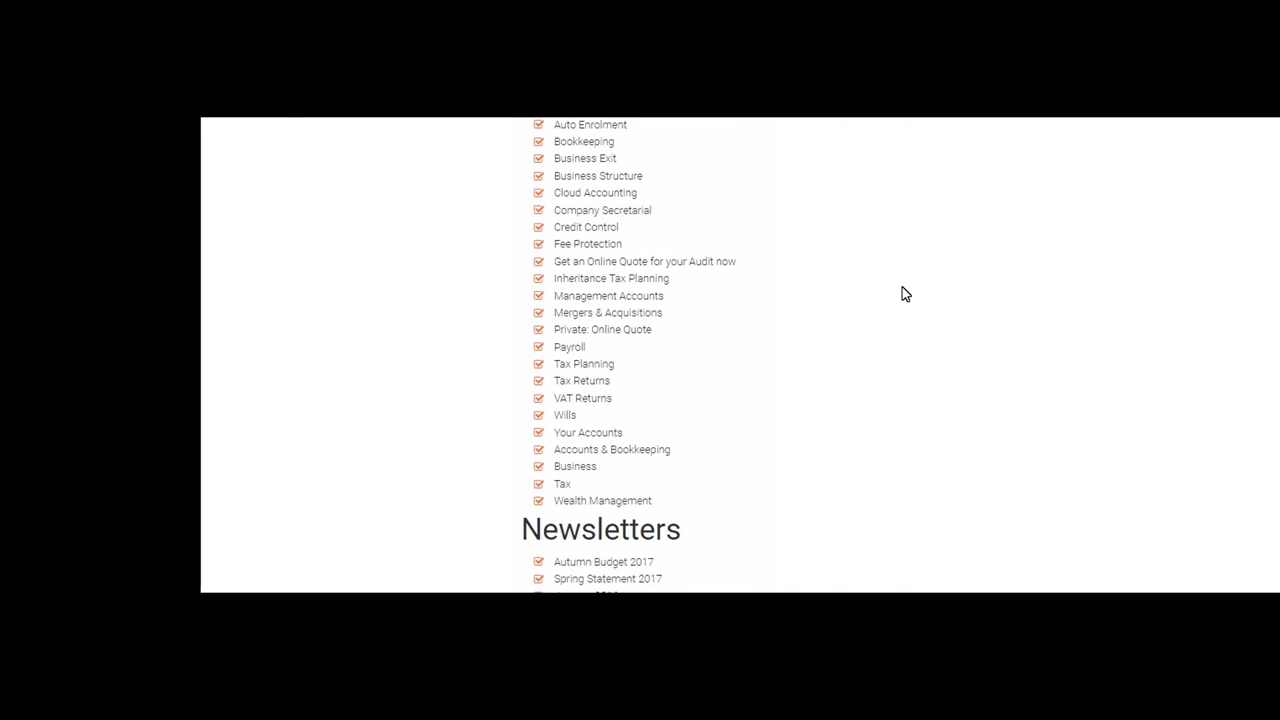 Auto Enrolment
Bookkeeping
Business Exit
Business Structure
Cloud Accounting
Company Secretarial
Credit Control
Fee Protection
Get an Online Quote for your Audit now
Inheritance Tax Planning
Management Accounts
Mergers & Acquisitions
Private: Online Quote
Payroll
Tax Planning
Tax Returns
VAT Returns
Wills
Your Accounts
Accounts & Bookkeeping
Business
Tax
Wealth Management
Newsletters
Autumn Budget 2017
Spring Statement 2017